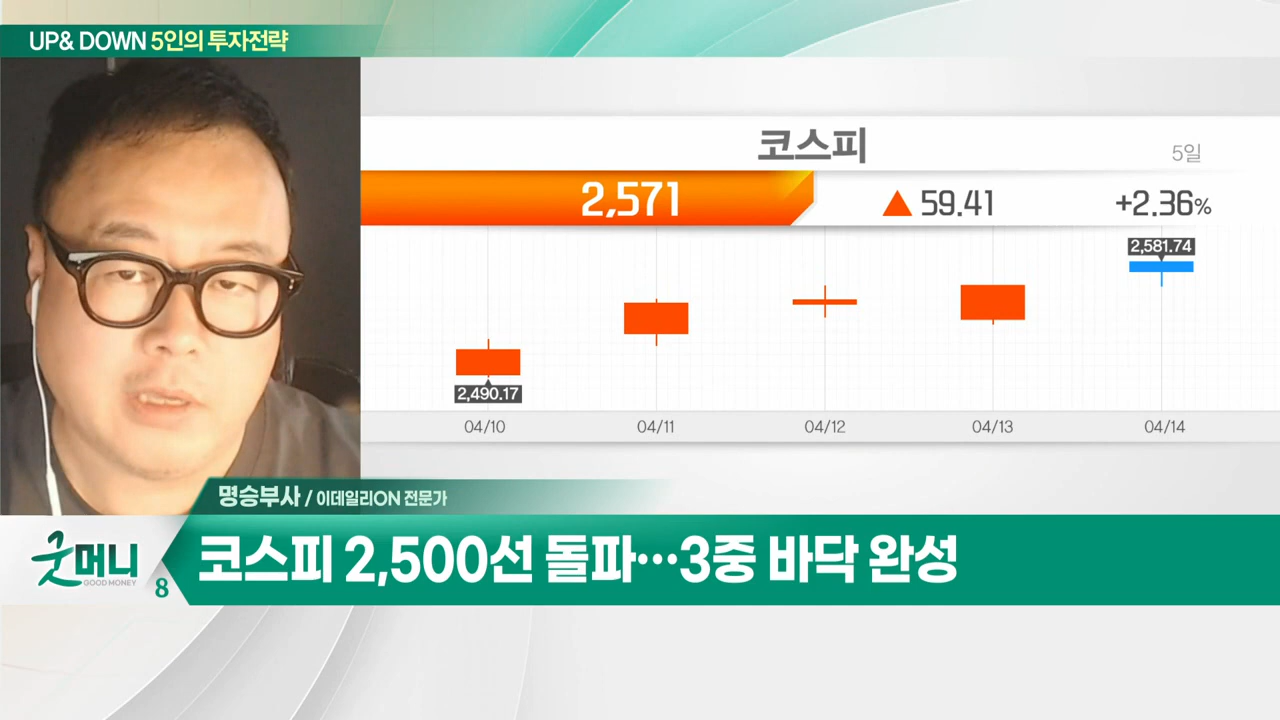 UP& DOWN 5인의 투자전략
코스피
5일
2,571 ▲ 59.41 +2.36%
2,581.74
2,490.17
04/10 04/11 04/12 04/13 04/14
명승부사 / 이데일리ON 전문가
굿머니
GOOD MONEY
8
코스피 2,500선 돌파…3중 바닥 완성